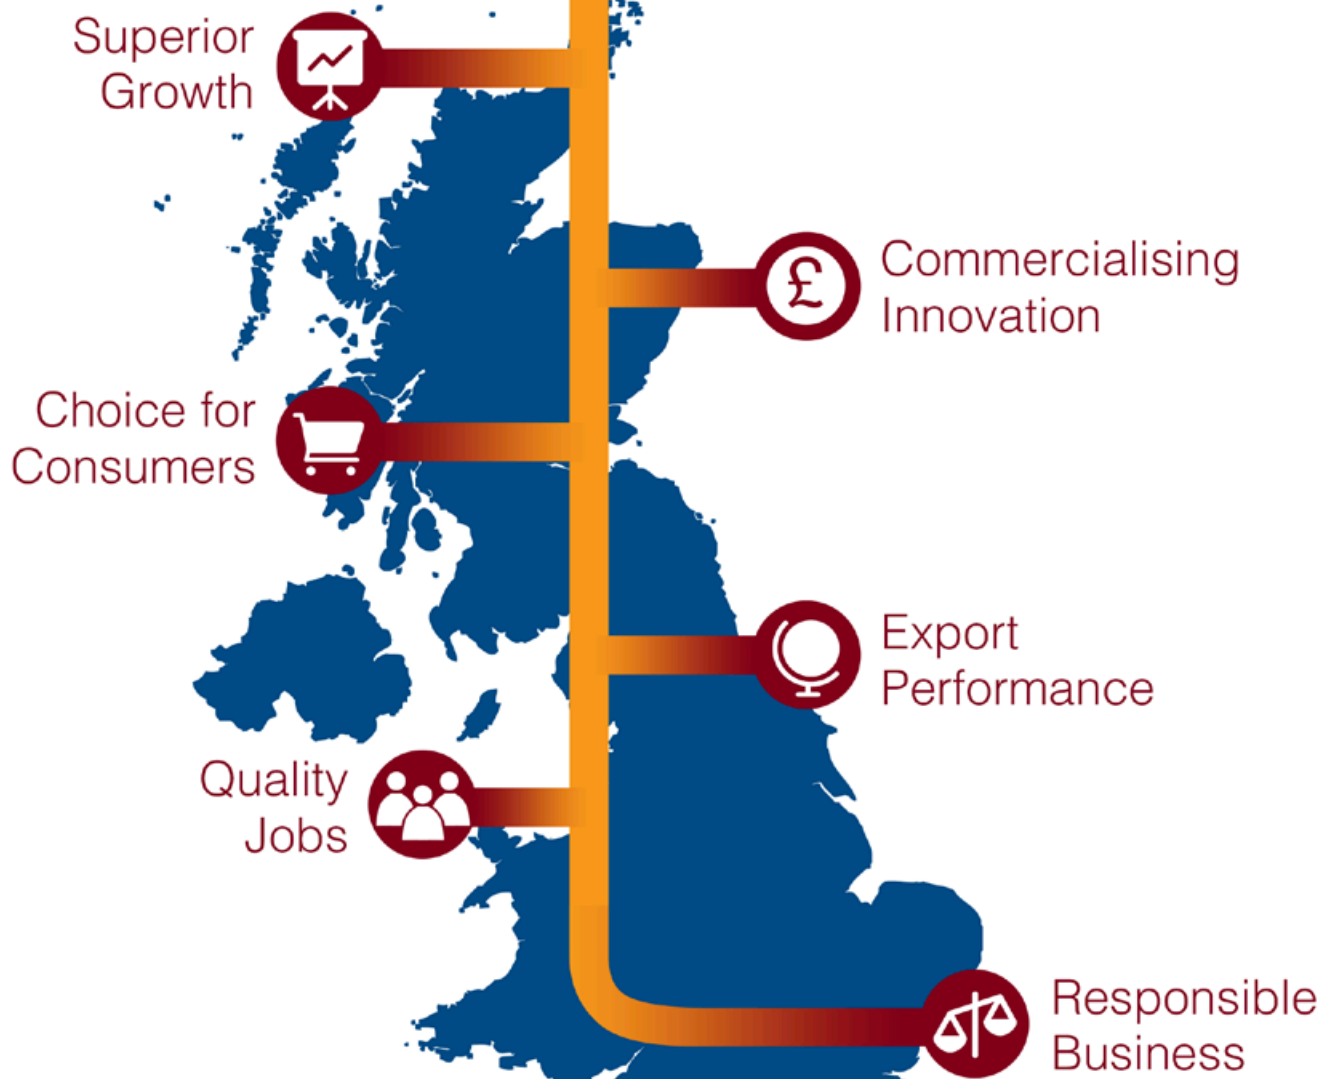 Superior
Growth
£
Commercialising
Innovation
Choice for
Consumers
Export
Performance
Quality
Jobs
Responsible
Business